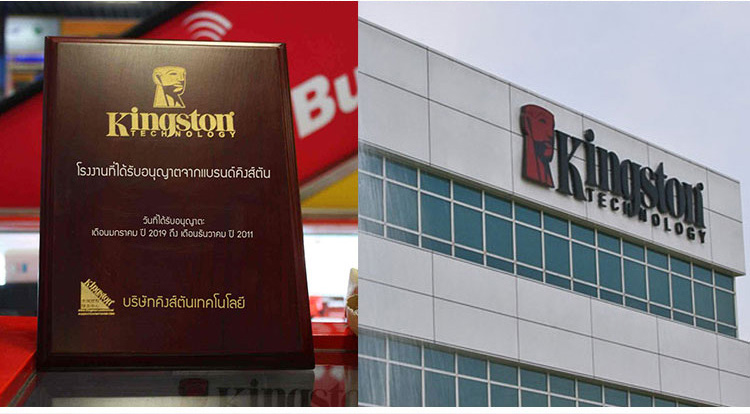 Kingston
TECHNOLOGY
โรงงานที่ได้รับอนุญาตจากแบรนด์คิงส์ตัน
วันที่ได้รับอนุญาต:
เดือนมกราคม ปี 2019 ถึง เดือนธันวาคม ปี 2011
Kingston
บริษัทคิงส์ตันเทคโนโลยี
Bu
Kingston
Kingston
TECHNOLOGY